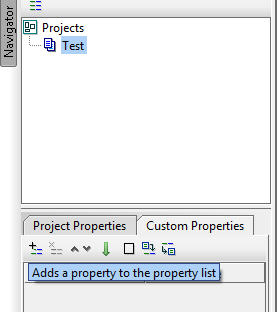 Navigator
Projects
Test
Project Properties
Custom Properties
Adds a property to the property list